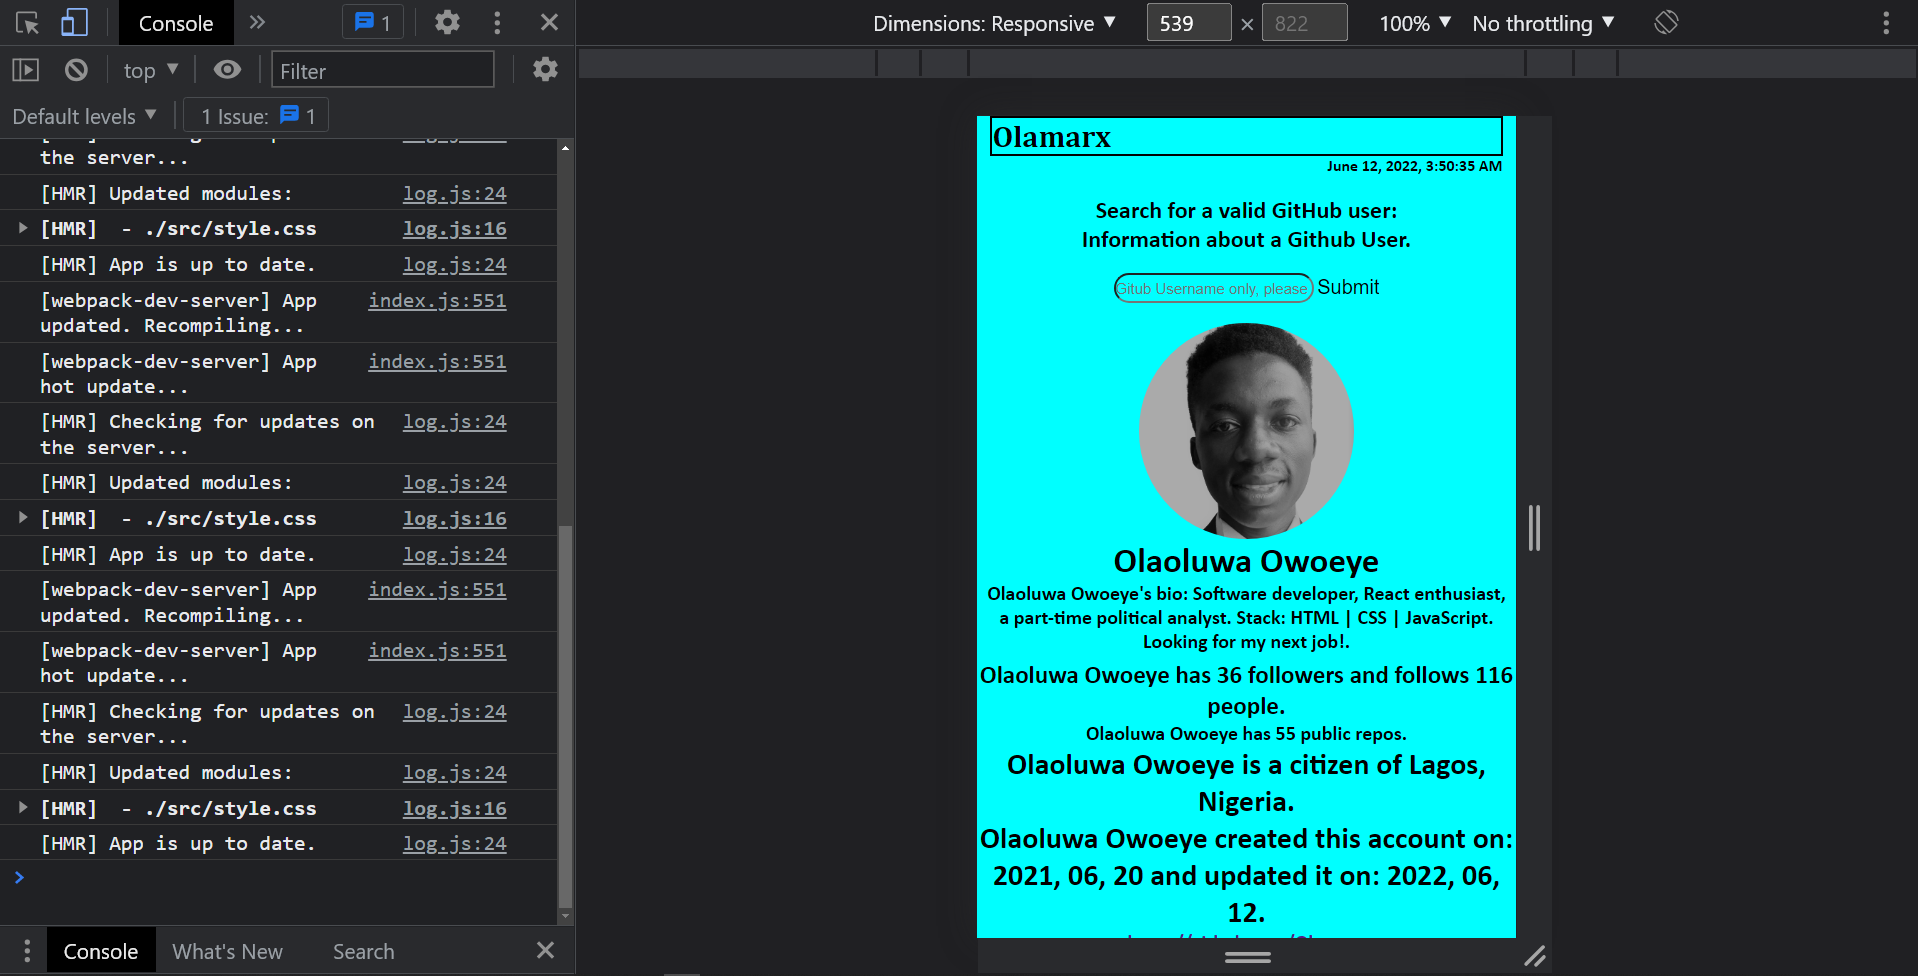 Console
1
Dimensions: Responsive ▼
539 × 822
100% ▼
No throttling ▼
top ▼
Filter
Default levels ▼
1 Issue: 1
the server...
[HMR] Updated modules: log.js:24
[HMR]  - ./src/style.css log.js:16
[HMR] App is up to date. log.js:24
[webpack-dev-server] App index.js:551
updated. Recompiling...
[webpack-dev-server] App index.js:551
hot update...
[HMR] Checking for updates on log.js:24
the server...
[HMR] Updated modules: log.js:24
[HMR]  - ./src/style.css log.js:16
[HMR] App is up to date. log.js:24
[webpack-dev-server] App index.js:551
updated. Recompiling...
[webpack-dev-server] App index.js:551
hot update...
[HMR] Checking for updates on log.js:24
the server...
[HMR] Updated modules: log.js:24
[HMR]  - ./src/style.css log.js:16
[HMR] App is up to date. log.js:24
Console
What's New
Search
Olamarx
June 12, 2022, 3:50:35 AM
Search for a valid GitHub user:
Information about a Github User.
Gitub Username only, please Submit
Olaoluwa Owoeye
Olaoluwa Owoeye's bio: Software developer, React enthusiast,
a part-time political analyst. Stack: HTML | CSS | JavaScript.
Looking for my next job!.
Olaoluwa Owoeye has 36 followers and follows 116
people.
Olaoluwa Owoeye has 55 public repos.
Olaoluwa Owoeye is a citizen of Lagos,
Nigeria.
Olaoluwa Owoeye created this account on:
2021, 06, 20 and updated it on: 2022, 06,
12.